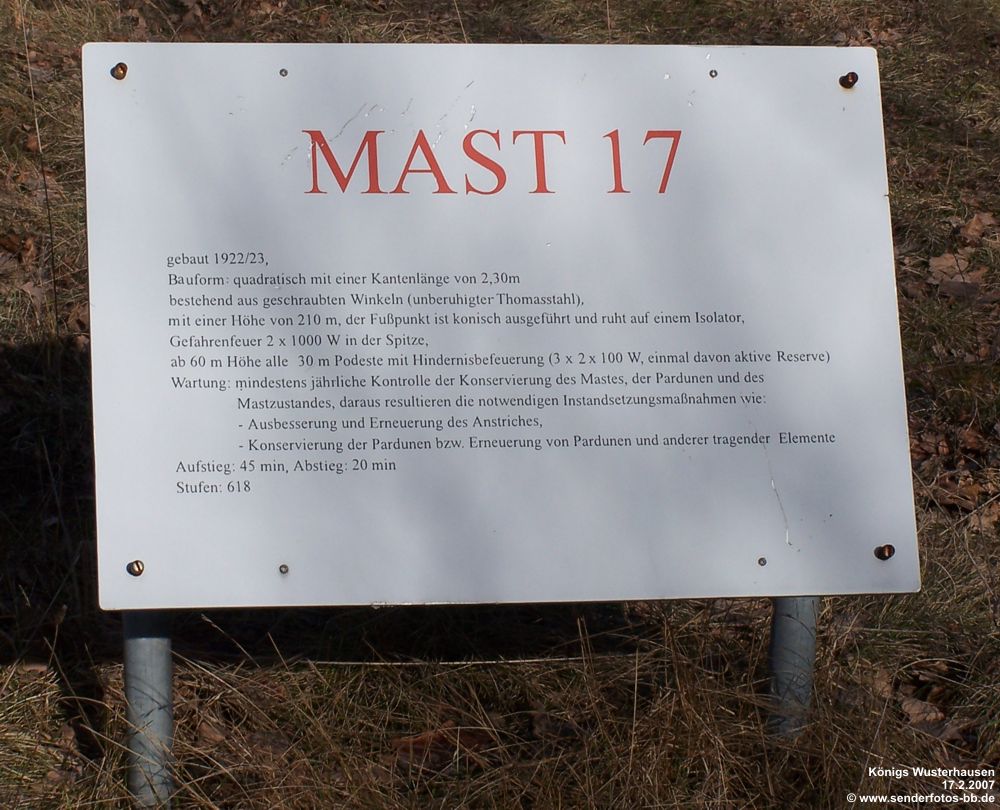 MAST 17
gebaut 1922/23,
Bauform: quadratisch mit einer Kantenlänge von 2,30m
bestehend aus geschraubten Winkeln (unberuhigter Thomasstahl),
mit einer Höhe von 210 m, der Fußpunkt ist konisch ausgeführt und ruht auf einem Isolator,
Gefahrenfeuer 2 x 1000 W in der Spitze,
ab 60 m Höhe alle 30 m Podeste mit Hindernisbefeuerung (3 x 2 x 100 W, einmal davon aktive Reserve)
Wartung: mindestens jährliche Kontrolle der Konservierung des Mastes, der Pardunen und des
Mastzustandes, daraus resultieren die notwendigen Instandsetzungsmaßnahmen wie:
- Ausbesserung und Erneuerung des Anstriches,
- Konservierung der Pardunen bzw. Erneuerung von Pardunen und anderer tragender Elemente
Aufstieg: 45 min, Abstieg: 20 min
Stufen: 618
Königs Wusterhausen
17.2.2007
© www.senderfotos-bb.de